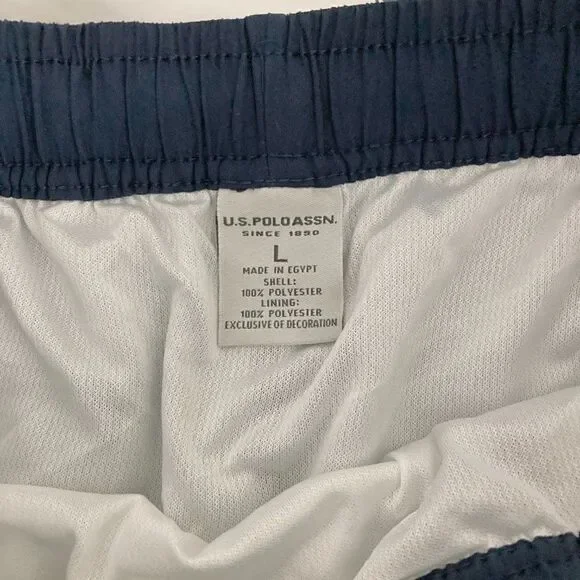 U.S. POLO ASSN.
SINCE 1890
L
MADE IN EGYPT
SHELL:
100% POLYESTER
LINING:
100% POLYESTER
EXCLUSIVE OF DECORATION